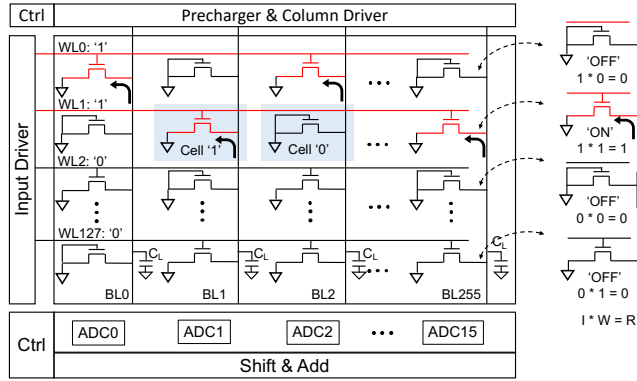 Ctrl
Precharger & Column Driver
Input Driver
WL0: '1'
WL1: '1'
Cell '1'
Cell '0'
WL2: '0'
WL127: '0'
C_L
C_L
C_L
C_L
BL0
BL1
BL2
BL255
'OFF'
1 * 0 = 0
'ON'
1 * 1 = 1
'OFF'
0 * 0 = 0
'OFF'
0 * 1 = 0
I * W = R
Ctrl
ADC0
ADC1
ADC2
ADC15
Shift & Add